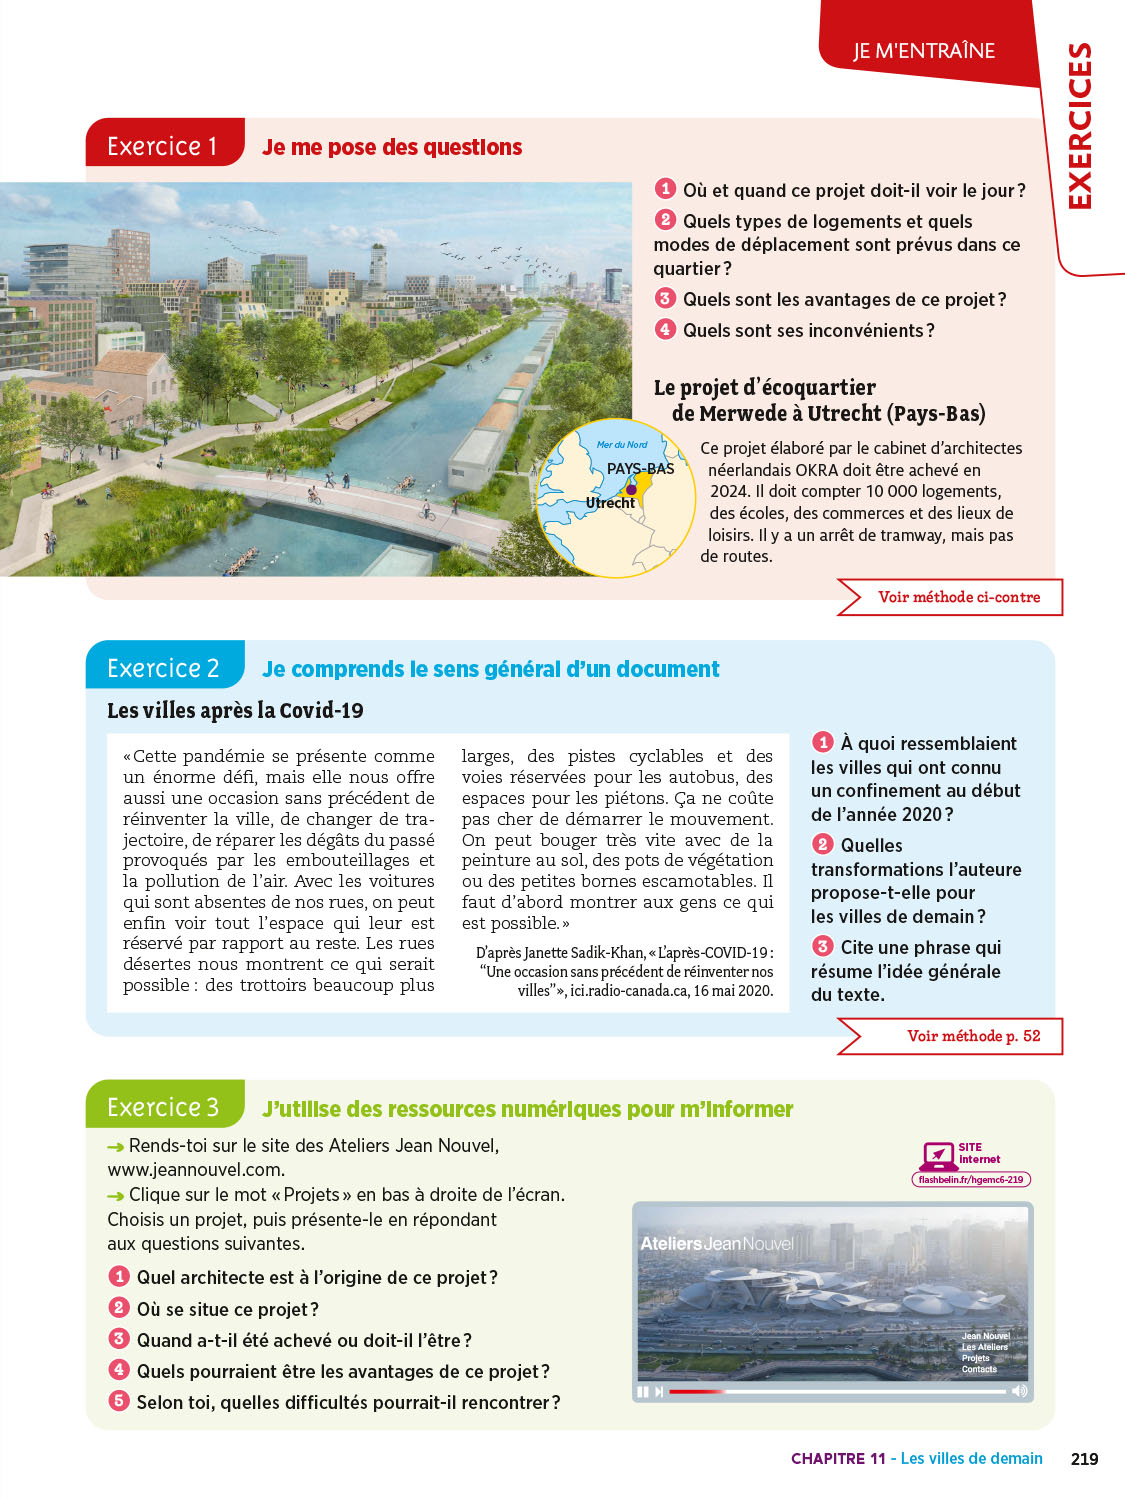 JE M'ENTRAÎNE
EXERCICES
Exercice 1
Je me pose des questions
1 Où et quand ce projet doit-il voir le jour ?
2 Quels types de logements et quels
modes de déplacement sont prévus dans ce
quartier ?
3 Quels sont les avantages de ce projet ?
4 Quels sont ses inconvénients ?
Le projet d'écoquartier
de Merwede à Utrecht (Pays-Bas)
Mer du Nord
PAYS-BAS
Utrecht
Ce projet élaboré par le cabinet d'architectes
néerlandais OKRA doit être achevé en
2024. Il doit compter 10 000 logements,
des écoles, des commerces et des lieux de
loisirs. Il y a un arrêt de tramway, mais pas
de routes.
Voir méthode ci-contre
Exercice 2
Je comprends le sens général d'un document
Les villes après la Covid-19
« Cette pandémie se présente comme
un énorme défi, mais elle nous offre
aussi une occasion sans précédent de
réinventer la ville, de changer de tra-
jectoire, de réparer les dégâts du passé
provoqués par les embouteillages et
la pollution de l'air. Avec les voitures
qui sont absentes de nos rues, on peut
enfin voir tout l'espace qui leur est
réservé par rapport au reste. Les rues
désertes nous montrent ce qui serait
possible : des trottoirs beaucoup plus
larges, des pistes cyclables et des
voies réservées pour les autobus, des
espaces pour les piétons. Ça ne coûte
pas cher de démarrer le mouvement.
On peut bouger très vite avec de la
peinture au sol, des pots de végétation
ou des petites bornes escamotables. Il
faut d'abord montrer aux gens ce qui
est possible. »
D'après Janette Sadik-Khan, « L'après-COVID-19 :
“Une occasion sans précédent de réinventer nos
villes” », ici.radio-canada.ca, 16 mai 2020.
1 À quoi ressemblaient
les villes qui ont connu
un confinement au début
de l'année 2020 ?
2 Quelles
transformations l'auteure
propose-t-elle pour
les villes de demain ?
3 Cite une phrase qui
résume l'idée générale
du texte.
Voir méthode p. 52
Exercice 3
J'utilise des ressources numériques pour m'informer
→ Rends-toi sur le site des Ateliers Jean Nouvel,
www.jeannouvel.com.
→ Clique sur le mot « Projets » en bas à droite de l'écran.
Choisis un projet, puis présente-le en répondant
aux questions suivantes.
1 Quel architecte est à l'origine de ce projet ?
2 Où se situe ce projet ?
3 Quand a-t-il été achevé ou doit-il l'être ?
4 Quels pourraient être les avantages de ce projet ?
5 Selon toi, quelles difficultés pourrait-il rencontrer ?
SITE
Internet
flashbelin.fr/hgemc6-219
Ateliers Jean Nouvel
Jean Nouvel
Les Ateliers
Projets
Contacts
CHAPITRE 11 - Les villes de demain
219